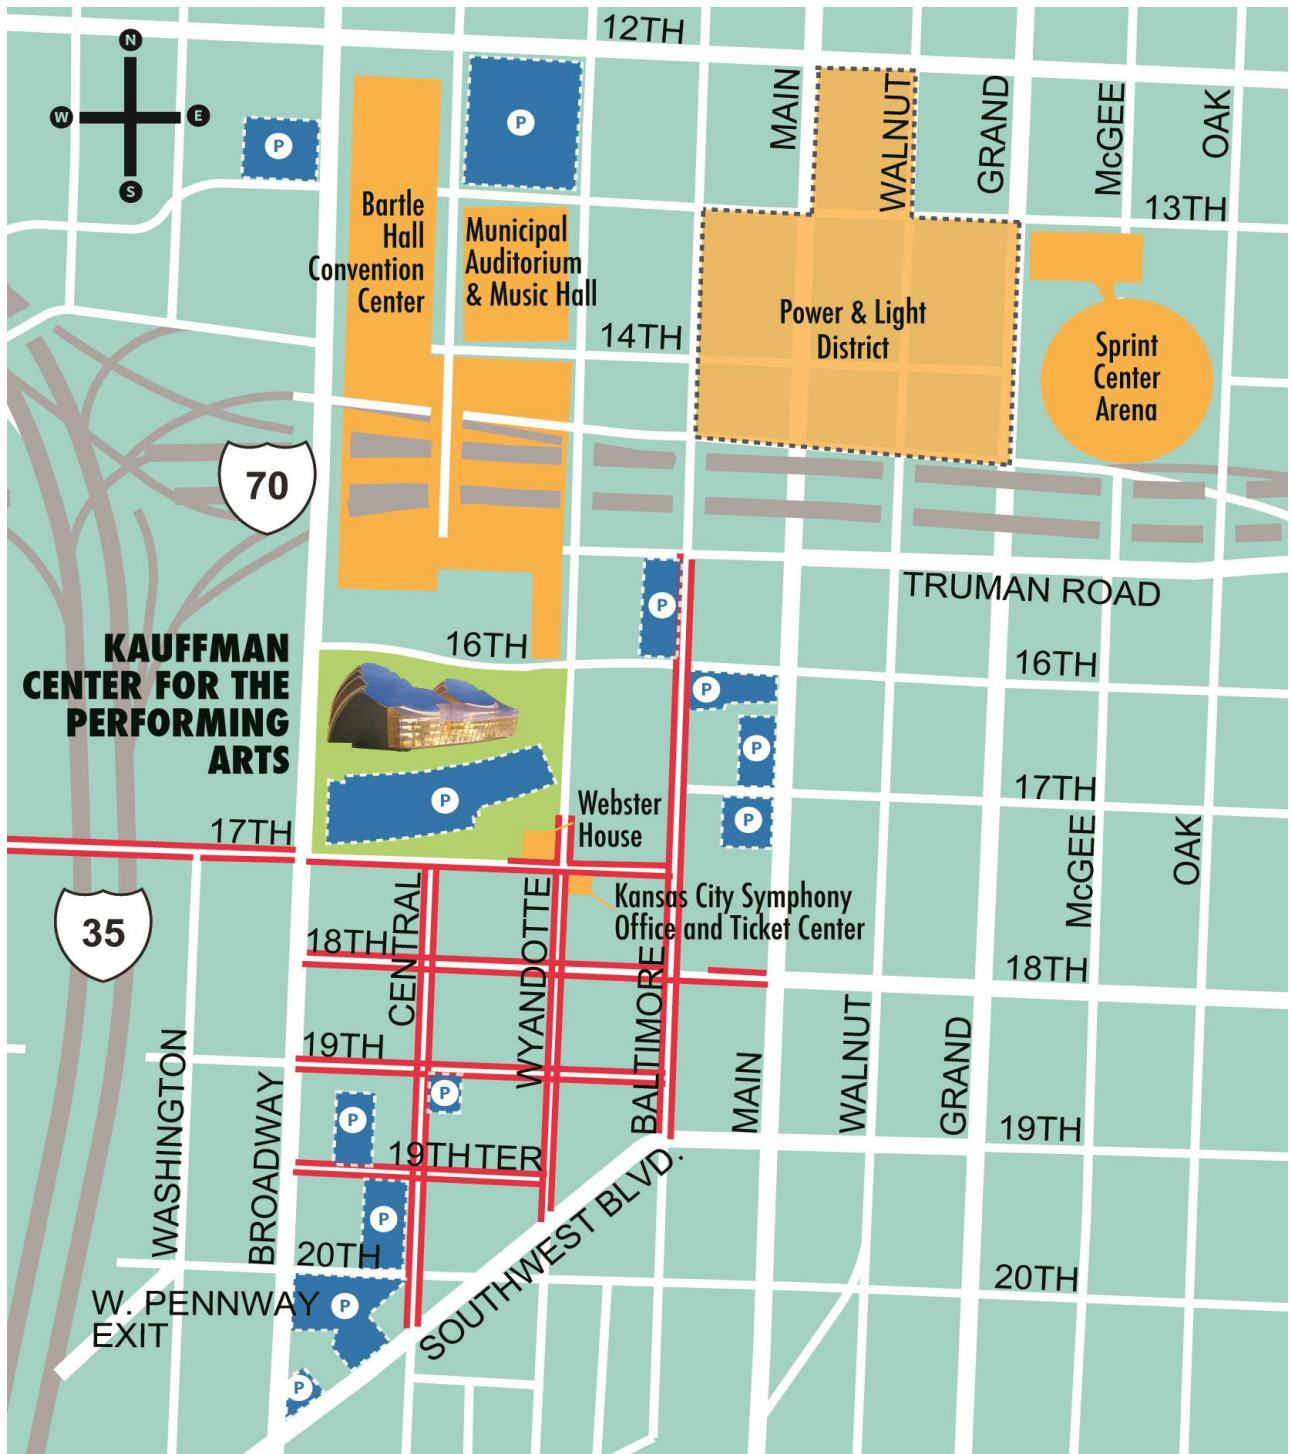 12TH
N
W
E
S
P
P
MAIN
WALNUT
GRAND
McGEE
OAK
13TH
Bartle
Hall
Convention
Center
Municipal
Auditorium
& Music Hall
14TH
Power & Light
District
Sprint
Center
Arena
70
TRUMAN ROAD
P
16TH
16TH
KAUFFMAN
CENTER FOR THE
PERFORMING
ARTS
P
P
P
P
17TH
17TH
Webster
House
McGEE
OAK
35
Kansas City Symphony
Office and Ticket Center
18TH
18TH
CENTRAL
WYANDOTTE
BALTIMORE
WASHINGTON
BROADWAY
MAIN
WALNUT
GRAND
19TH
P
P
19TH
19TH TER
SOUTHWEST BLVD.
P
20TH
20TH
W. PENNWAY
EXIT
P
P